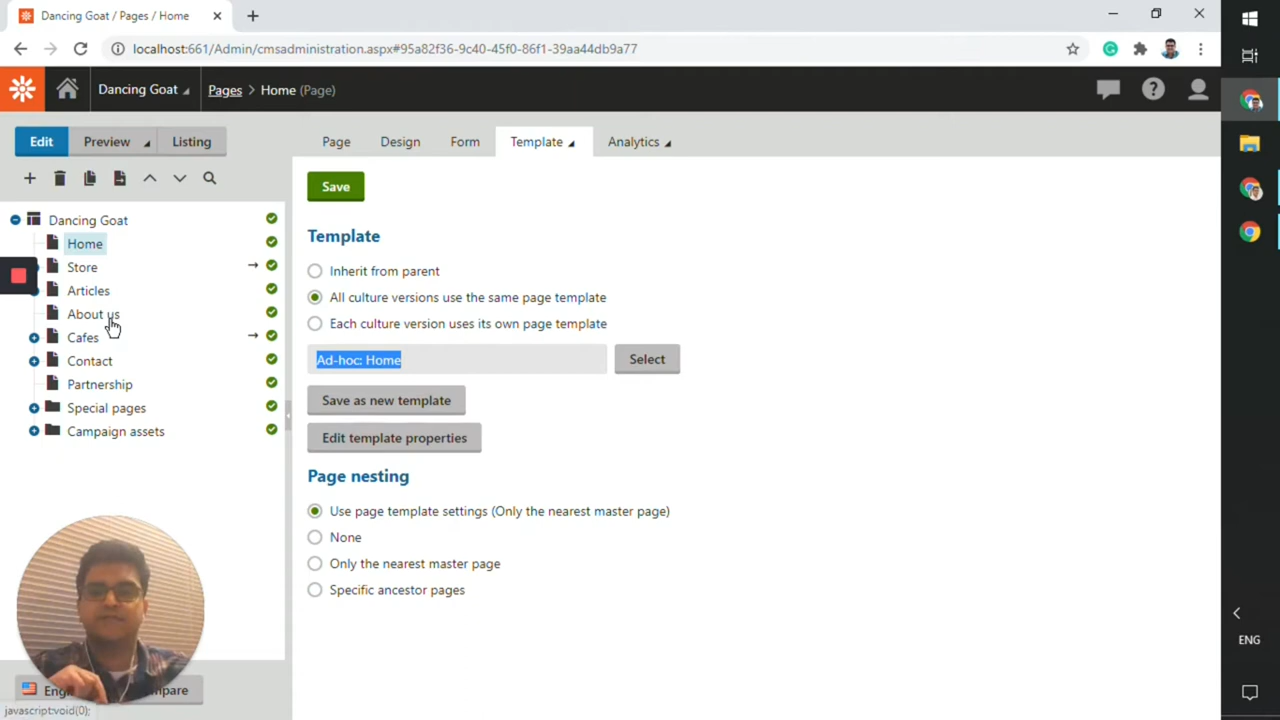 Dancing Goat / Pages / Home
localhost:661/Admin/cmsadministration.aspx#95a82f36-9c40-45f0-86f1-39aa44db9a77
Dancing Goat
Pages > Home (Page)
Edit
Preview
Listing
Page
Design
Form
Template
Analytics
Dancing Goat
Home
Store
Articles
About us
Cafes
Contact
Partnership
Special pages
Campaign assets
Save
Template
Inherit from parent
All culture versions use the same page template
Each culture version uses its own page template
Ad-hoc: Home
Select
Save as new template
Edit template properties
Page nesting
Use page template settings (Only the nearest master page)
None
Only the nearest master page
Specific ancestor pages
javascript:void(0);
ENG